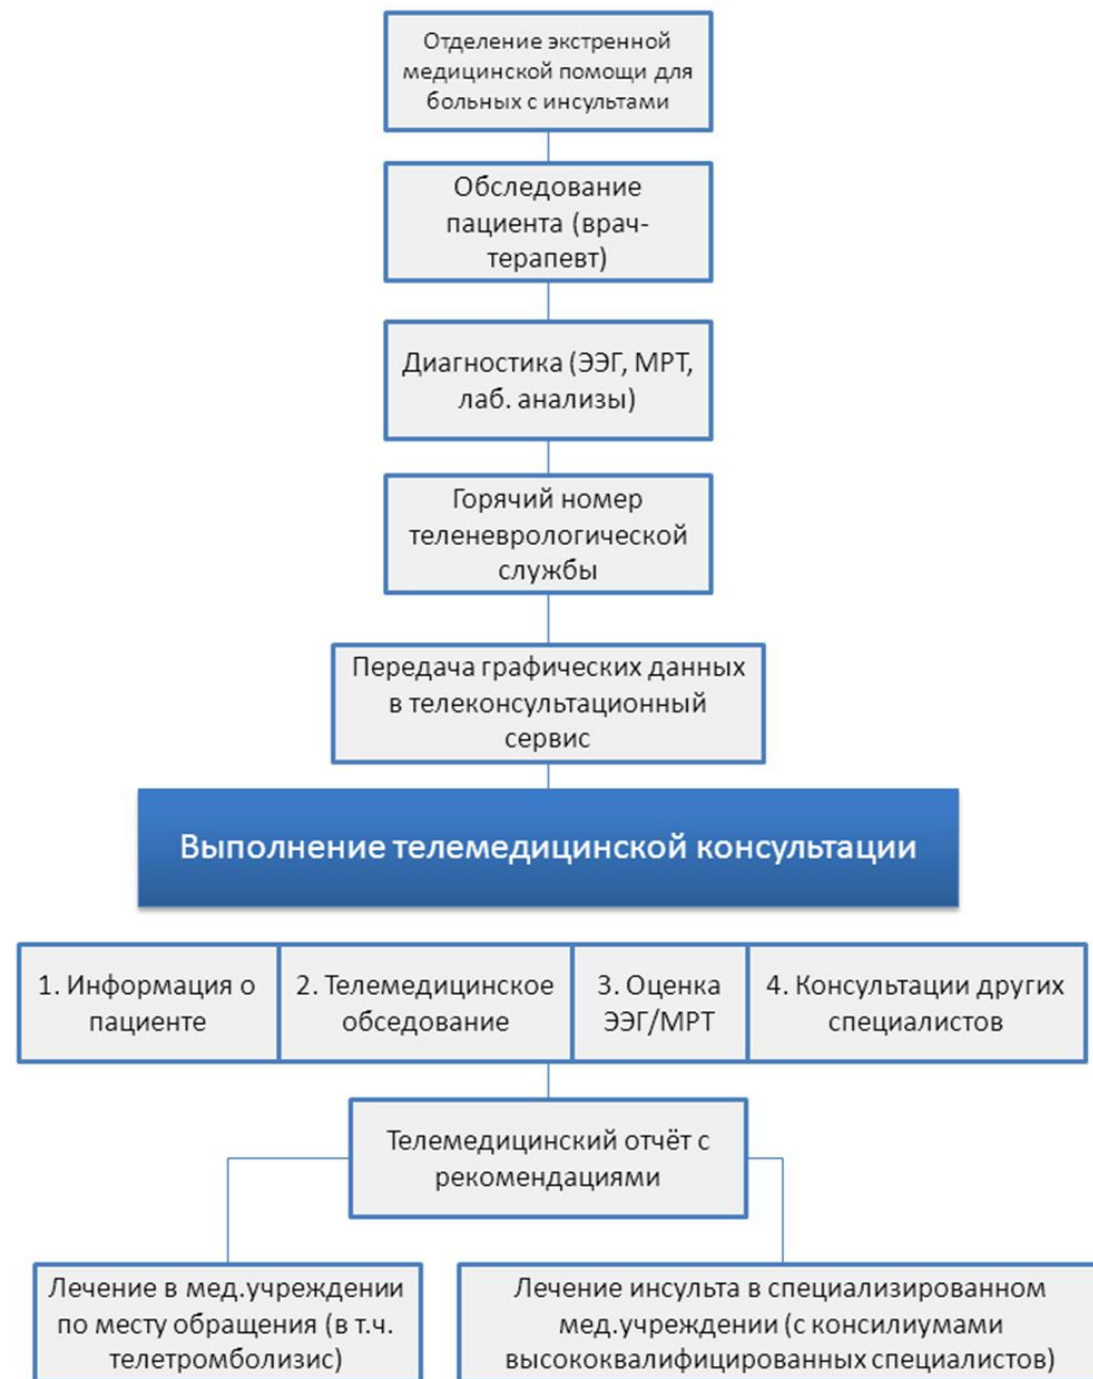 Отделение экстренной
медицинской помощи для
больных с инсультами
Обследование
пациента (врач-
терапевт)
Диагностика (ЭЭГ, МРТ,
лаб. анализы)
Горячий номер
теленеврологической
службы
Передача графических данных
в телеконсультационный
сервис
Выполнение телемедицинской консультации
1. Информация о
пациенте
2. Телемедицинское
обседование
3. Оценка
ЭЭГ/МРТ
4. Консультации других
специалистов
Телемедицинский отчёт с
рекомендациями
Лечение в мед.учреждении
по месту обращения (в т.ч.
телетромболизис)
Лечение инсульта в специализированном
мед.учреждении (с консилиумами
высококвалифицированных специалистов)